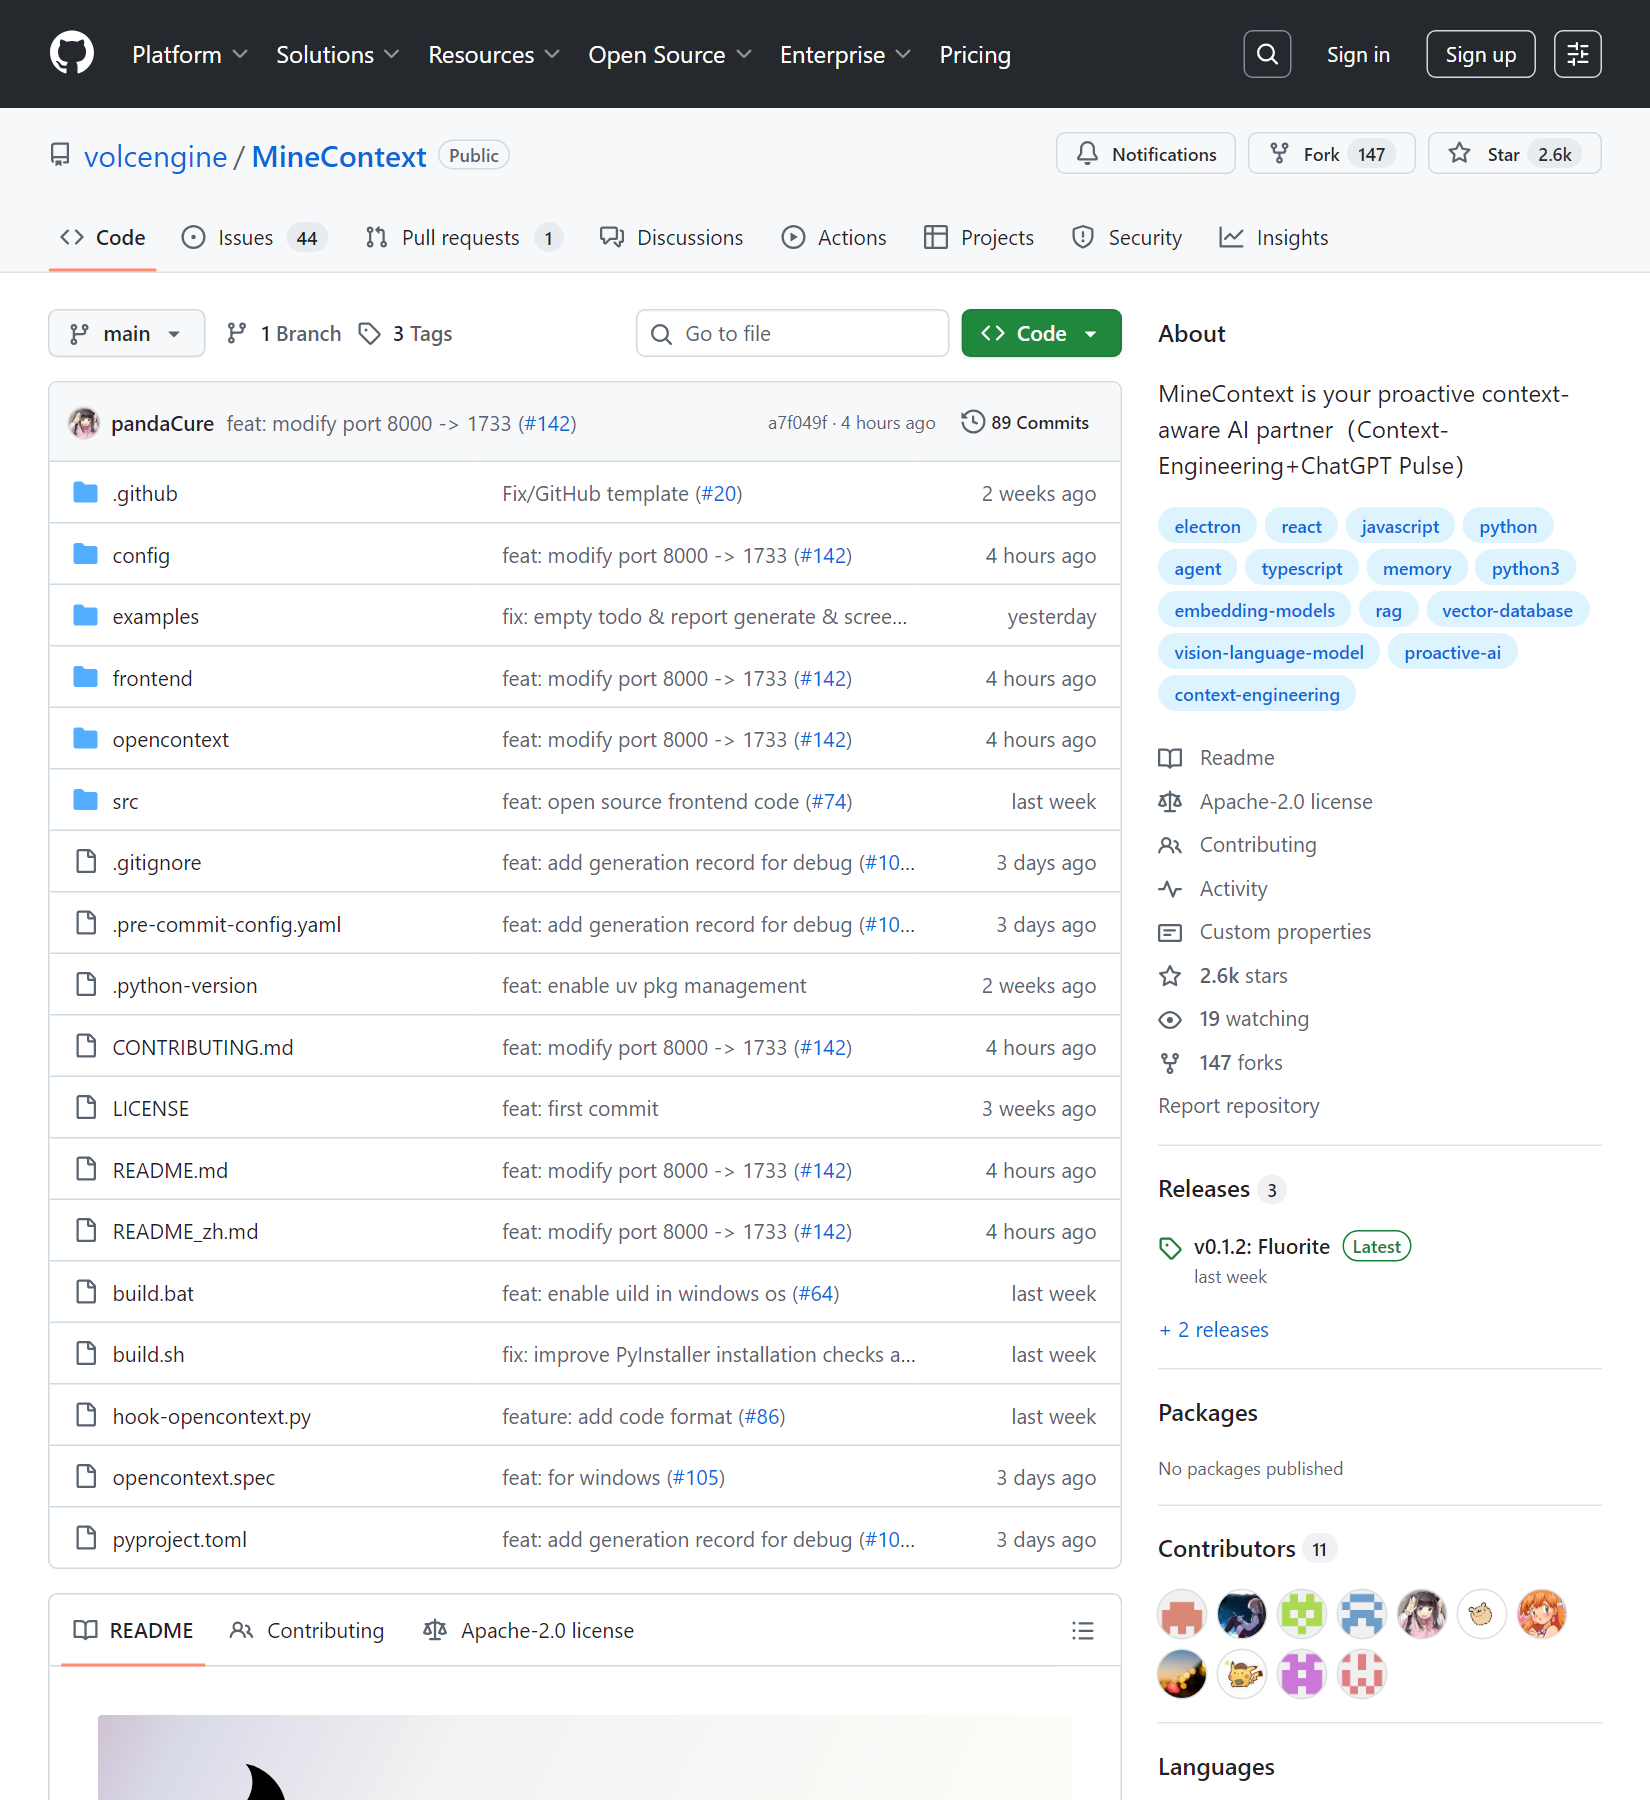 Platform Solutions Resources Open Source Enterprise Pricing Sign in Sign up
volcengine / MineContext Public Notifications Fork 147 Star 2.6k
Code Issues 44 Pull requests 1 Discussions Actions Projects Security Insights
main 1 Branch 3 Tags Go to file Code
pandaCure feat: modify port 8000 -> 1733 (#142) a7f049f · 4 hours ago 89 Commits
.github Fix/GitHub template (#20) 2 weeks ago
config feat: modify port 8000 -> 1733 (#142) 4 hours ago
examples fix: empty todo & report generate & scree... yesterday
frontend feat: modify port 8000 -> 1733 (#142) 4 hours ago
opencontext feat: modify port 8000 -> 1733 (#142) 4 hours ago
src feat: open source frontend code (#74) last week
.gitignore feat: add generation record for debug (#10... 3 days ago
.pre-commit-config.yaml feat: add generation record for debug (#10... 3 days ago
.python-version feat: enable uv pkg management 2 weeks ago
CONTRIBUTING.md feat: modify port 8000 -> 1733 (#142) 4 hours ago
LICENSE feat: first commit 3 weeks ago
README.md feat: modify port 8000 -> 1733 (#142) 4 hours ago
README_zh.md feat: modify port 8000 -> 1733 (#142) 4 hours ago
build.bat feat: enable uild in windows os (#64) last week
build.sh fix: improve PyInstaller installation checks a... last week
hook-opencontext.py feature: add code format (#86) last week
opencontext.spec feat: for windows (#105) 3 days ago
pyproject.toml feat: add generation record for debug (#10... 3 days ago
README Contributing Apache-2.0 license
About
MineContext is your proactive context-
aware AI partner（Context-
Engineering+ChatGPT Pulse）
electron react javascript python
agent typescript memory python3
embedding-models rag vector-database
vision-language-model proactive-ai
context-engineering
Readme
Apache-2.0 license
Contributing
Activity
Custom properties
2.6k stars
19 watching
147 forks
Report repository
Releases 3
v0.1.2: Fluorite Latest
last week
+ 2 releases
Packages
No packages published
Contributors 11
Languages